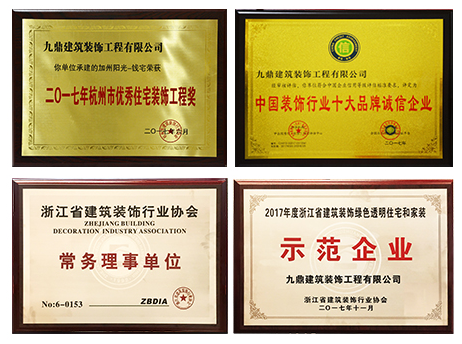 九鼎建筑装饰工程有限公司
你单位承建的加州阳光-钱宅荣获
二〇一七年杭州市优秀住宅装饰工程奖
信
九鼎建筑装饰工程有限公司
中国装饰行业十大品牌诚信企业
二〇一七年
浙江省建筑装饰行业协会
ZHEJIANG BUILDING
DECORATION INDUSTRY ASSOCIATION
常务理事单位
No:6-0153
ZBDIA
2017年度浙江省建筑装饰绿色透明住宅和家装
示范企业
九鼎建筑装饰工程有限公司
浙江省建筑装饰行业协会
二〇一七年十一月